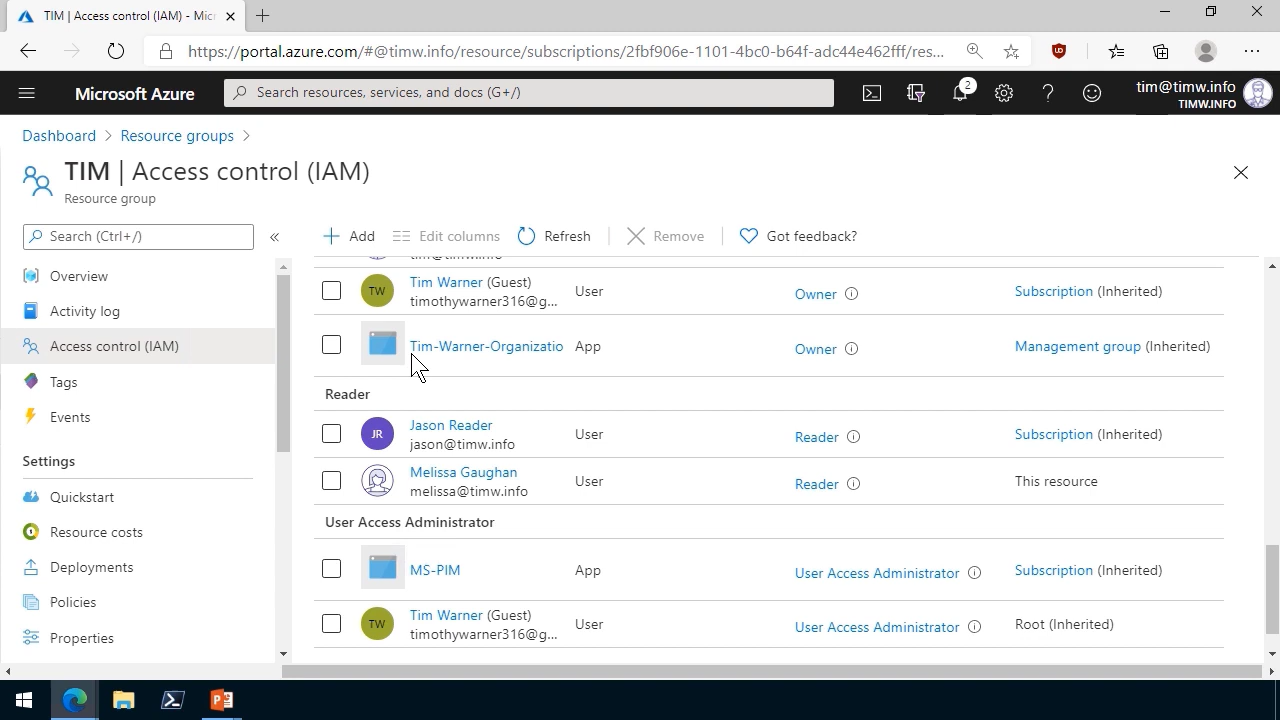 TIM | Access control (IAM) - Mic
https://portal.azure.com/#@timw.info/resource/subscriptions/2fbf906e-1101-4bc0-b64f-adc44e462fff/res...
Microsoft Azure
Search resources, services, and docs (G+/)
2
tim@timw.info
TIMW.INFO
Dashboard > Resource groups >
TIM | Access control (IAM)
Resource group
Search (Ctrl+/)
«
Add
Edit columns
Refresh
Remove
Got feedback?
Overview
Activity log
Access control (IAM)
Tags
Events
Settings
Quickstart
Resource costs
Deployments
Policies
Properties
TW
Tim Warner (Guest)
timothywarner316@g...
User
Owner
Subscription (Inherited)
Tim-Warner-Organizatio
App
Owner
Management group (Inherited)
Reader
JR
Jason Reader
jason@timw.info
User
Reader
Subscription (Inherited)
Melissa Gaughan
melissa@timw.info
User
Reader
This resource
User Access Administrator
MS-PIM
App
User Access Administrator
Subscription (Inherited)
TW
Tim Warner (Guest)
timothywarner316@g...
User
User Access Administrator
Root (Inherited)